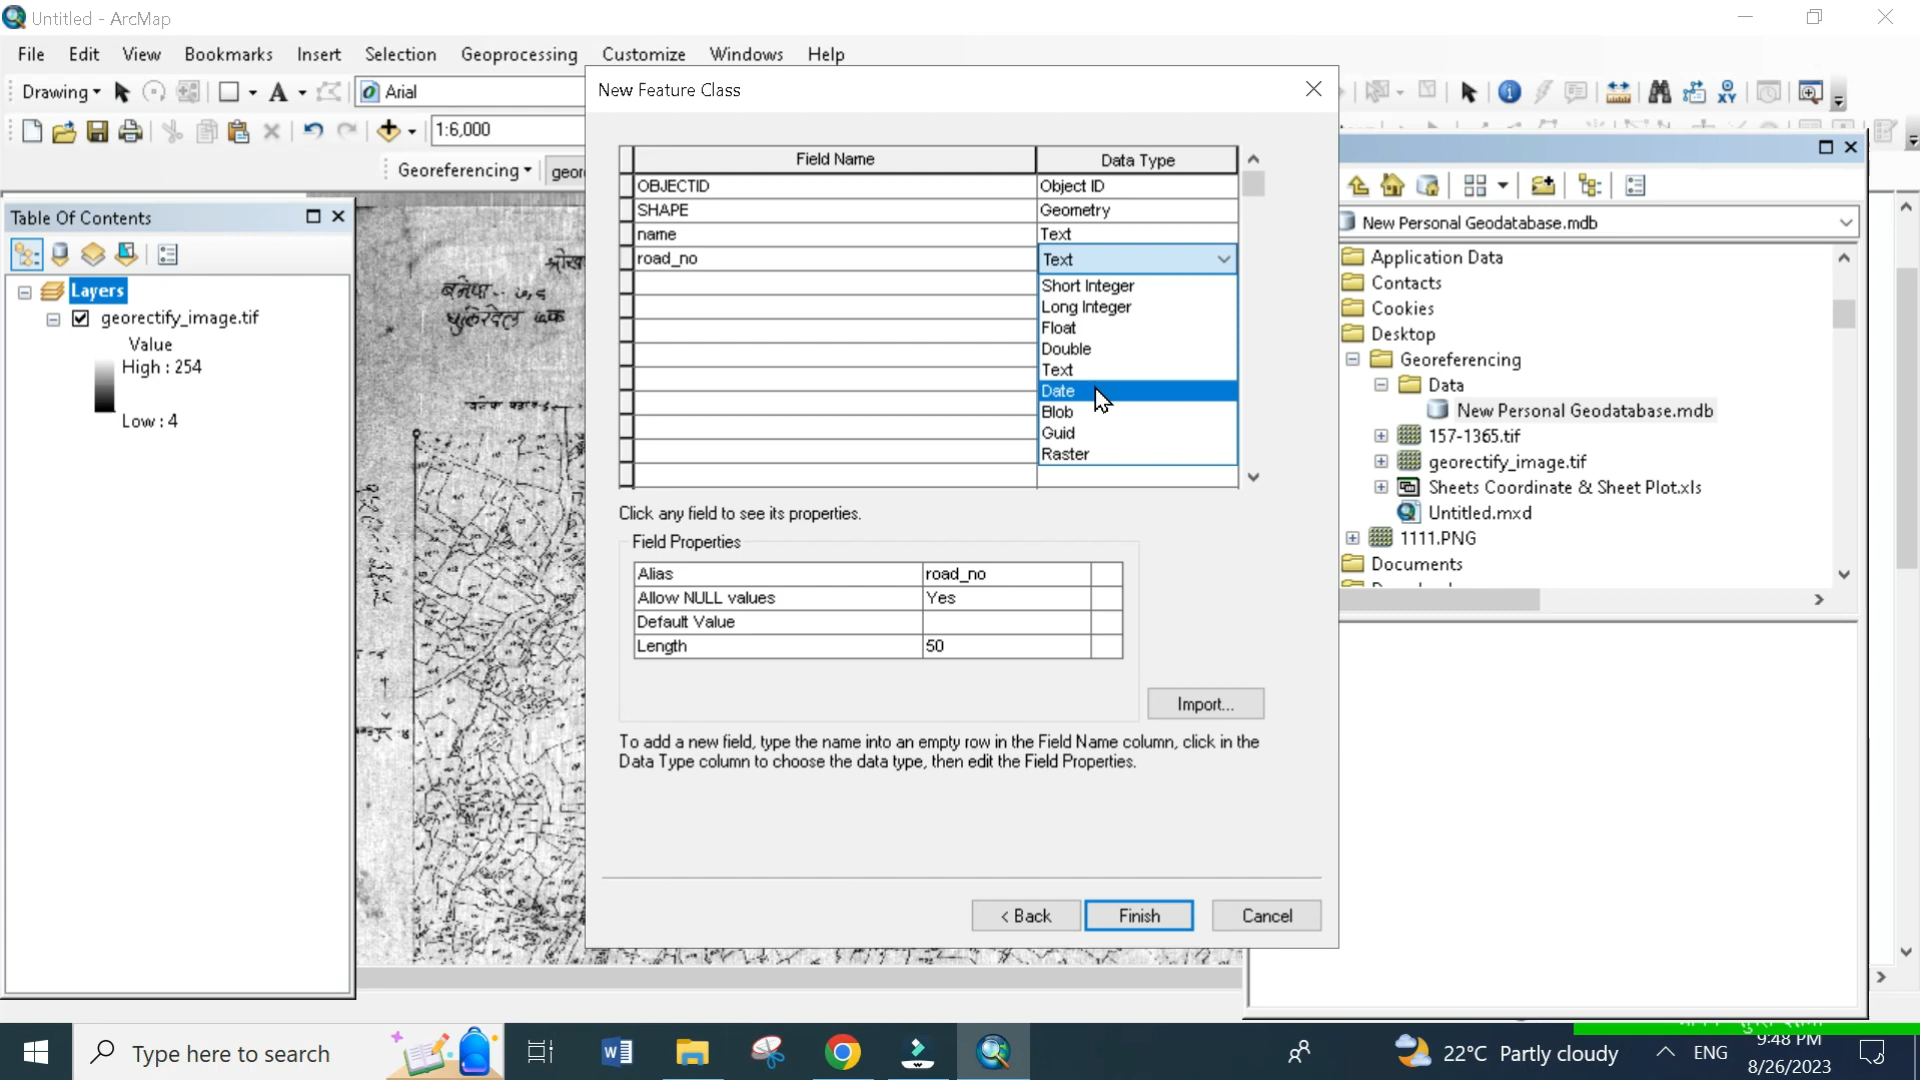 Untitled - ArcMap
File Edit View Bookmarks Insert Selection Geoprocessing Customize Windows Help
Drawing
A
Arial
1:6,000
Georeferencing
New Feature Class
Field Name Data Type
OBJECTID Object ID
SHAPE Geometry
name Text
road_no Text
Short Integer
Long Integer
Float
Double
Text
Date
Blob
Guid
Raster
Click any field to see its properties.
Field Properties
Alias road_no
Allow NULL values Yes
Default Value
Length 50
Import...
To add a new field, type the name into an empty row in the Field Name column, click in the
Data Type column to choose the data type, then edit the Field Properties.
< Back Finish Cancel
Table Of Contents
Layers
georectify_image.tif
Value
High : 254
Low : 4
New Personal Geodatabase.mdb
Application Data
Contacts
Cookies
Desktop
Georeferencing
Data
New Personal Geodatabase.mdb
157-1365.tif
georectify_image.tif
Sheets Coordinate & Sheet Plot.xls
Untitled.mxd
1111.PNG
Documents
Type here to search
22°C Partly cloudy
ENG
9:48 PM
8/26/2023